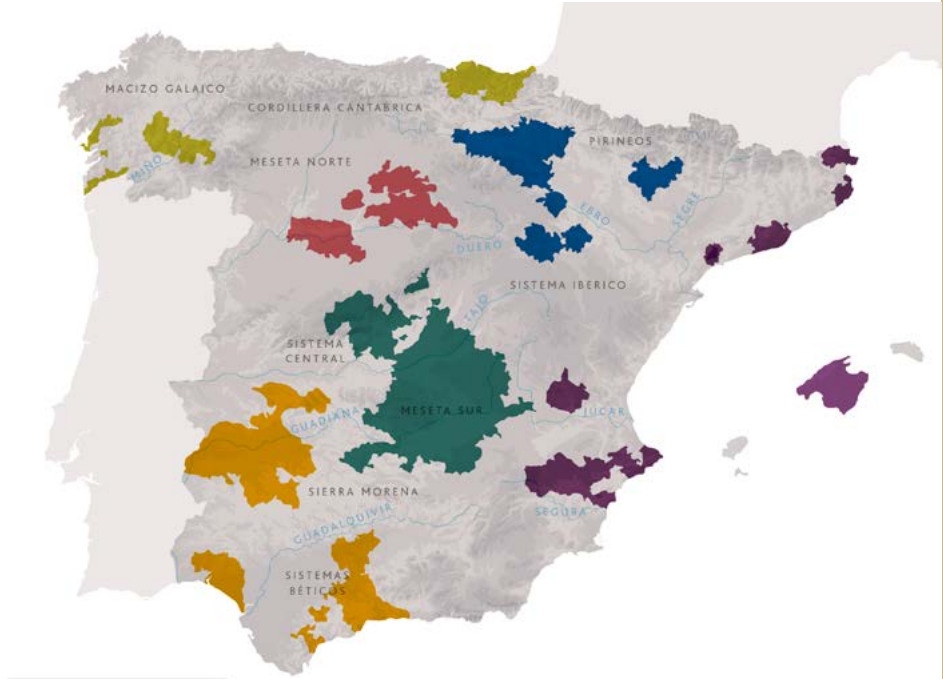 MACIZO GALAICO
CORDILLERA CANTABRICA
PIRINEOS
MESETA NORTE
MIÑO
SEGRE
EBRO
DUERO
SISTEMA IBERICO
TAJO
SISTEMA
CENTRAL
MESETA SUR
GUADIANA
JUCAR
SIERRA MORENA
SEGURA
GUADALQUIVIR
SISTEMAS
BÉTICOS